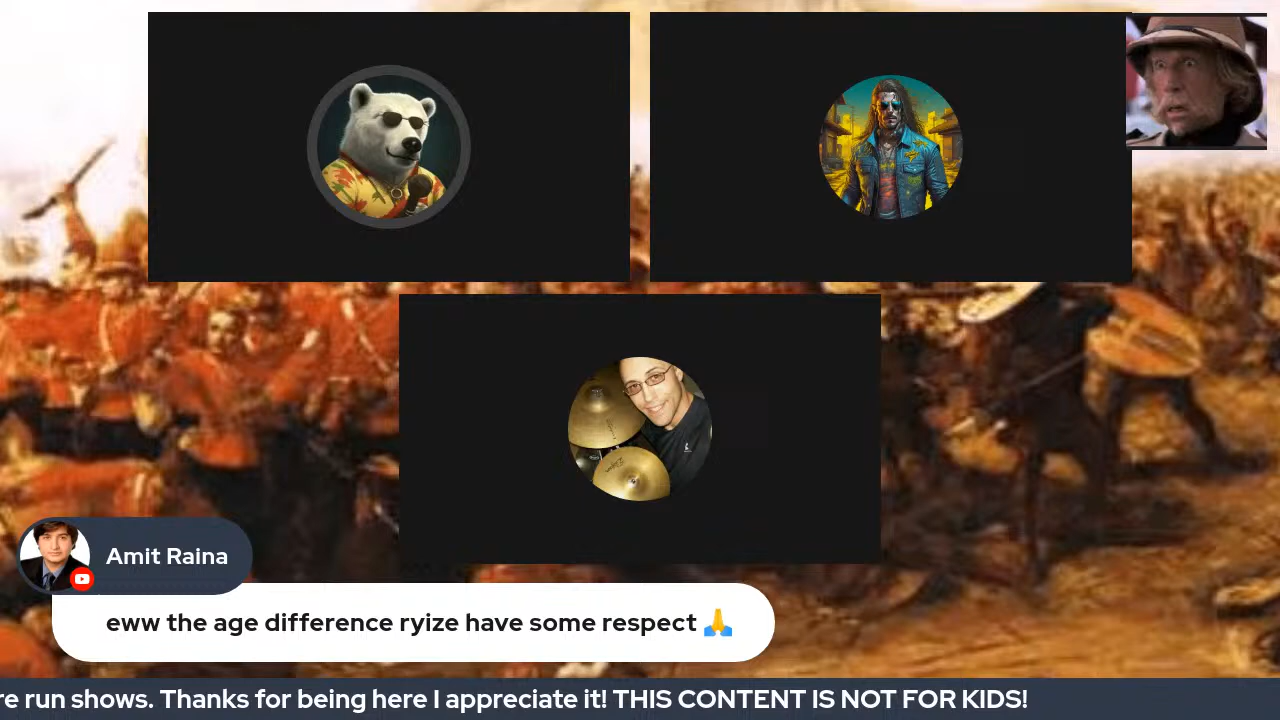 Amit Raina
eww the age difference ryize have some respect 🙏
re run shows. Thanks for being here I appreciate it! THIS CONTENT IS NOT FOR KIDS!